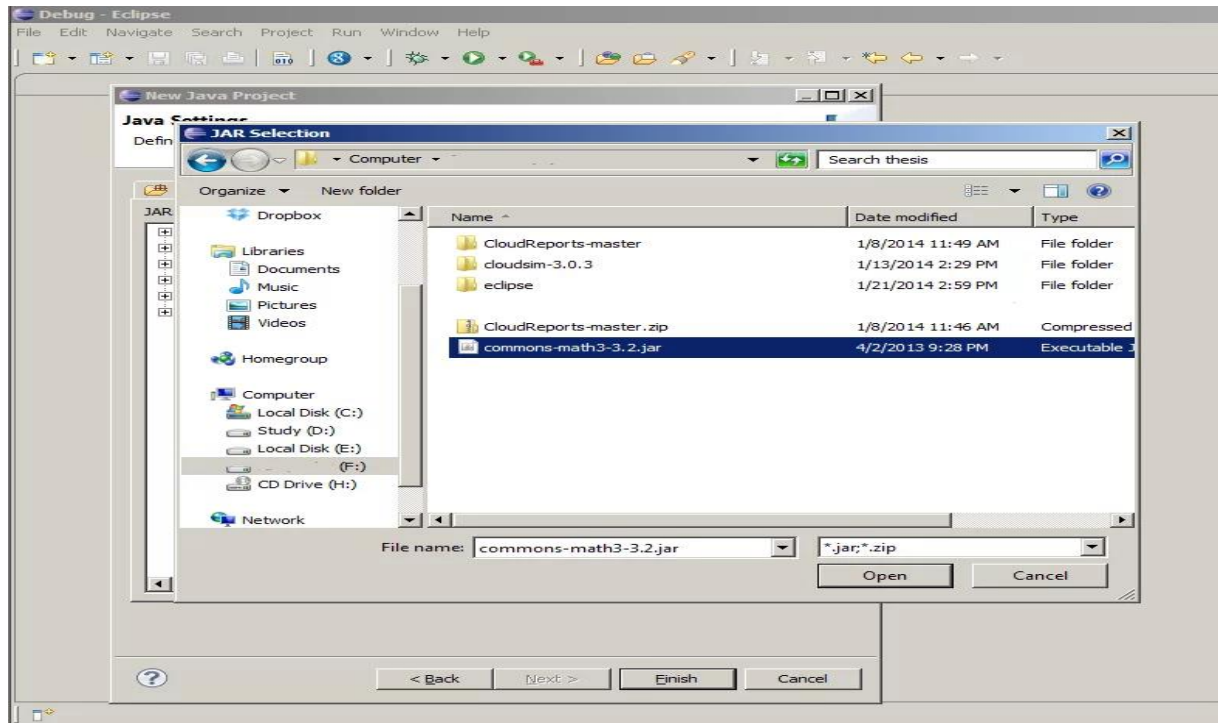 Debug - Eclipse
File Edit Navigate Search Project Run Window Help
New Java Project
Java Settings
Defin
JAR Selection
Computer
Search thesis
Organize New folder
JAR
Dropbox
Libraries
Documents
Music
Pictures
Videos
Homegroup
Computer
Local Disk (C:)
Study (D:)
Local Disk (E:)
(F:)
CD Drive (H:)
Network
Name Date modified Type
CloudReports-master 1/8/2014 11:49 AM File folder
cloudsim-3.0.3 1/13/2014 2:29 PM File folder
eclipse 1/21/2014 2:59 PM File folder
CloudReports-master.zip 1/8/2014 11:46 AM Compressed
commons-math3-3.2.jar 4/2/2013 9:28 PM Executable J
File name: commons-math3-3.2.jar *.jar;*.zip
Open Cancel
< Back Next > Finish Cancel